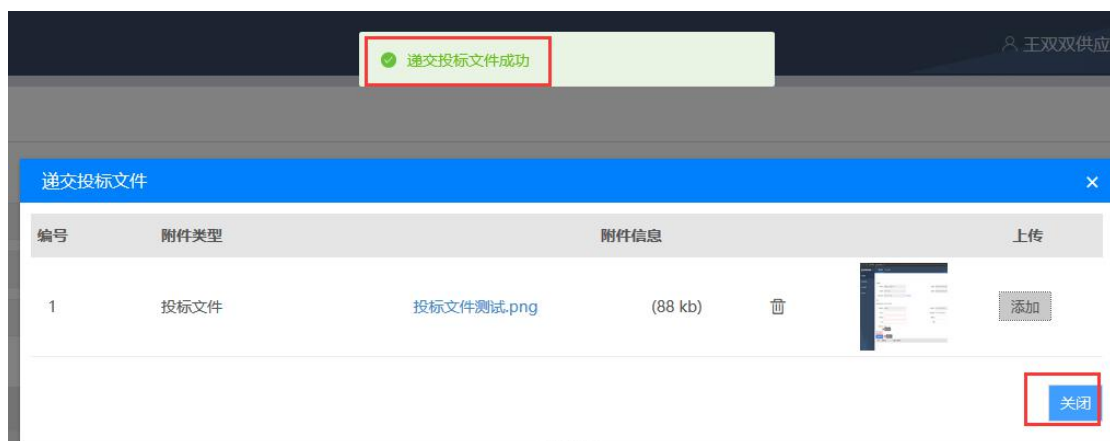 递交投标文件成功
王双双供应
递交投标文件
编号 附件类型 附件信息 上传
1 投标文件 投标文件测试.png (88 kb) 添加
关闭